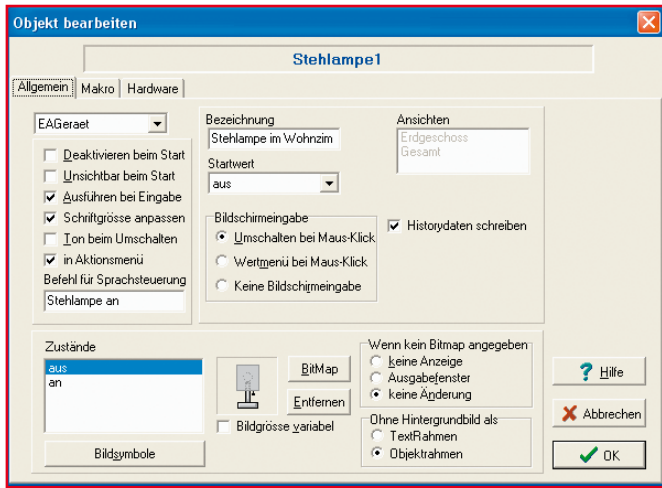 Objekt bearbeiten
Stehlampe1
Allgemein
Makro
Hardware
EAGeraet
Deaktivieren beim Start
Unsichtbar beim Start
Ausführen bei Eingabe
Schriftgrösse anpassen
Ton beim Umschalten
in Aktionsmenü
Befehl für Sprachsteuerung
Stehlampe an
Bezeichnung
Stehlampe im Wohnzim
Startwert
aus
Bildschirmeingabe
Umschalten bei Maus-Klick
Wertmenü bei Maus-Klick
Keine Bildschirmeingabe
Ansichten
Erdgeschoss
Gesamt
Historydaten schreiben
Zustände
aus
an
Bildsymbole
BitMap
Entfernen
Bildgrösse variabel
Wenn kein Bitmap angegeben
keine Anzeige
Ausgabefenster
keine Änderung
Ohne Hintergrundbild als
TextRahmen
Objektrahmen
Hilfe
Abbrechen
OK